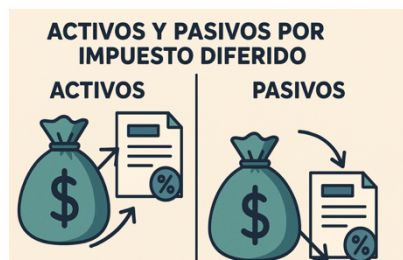 ACTIVOS Y PASIVOS POR
IMPUESTO DIFERIDO
ACTIVOS
PASIVOS
$
%
$
%